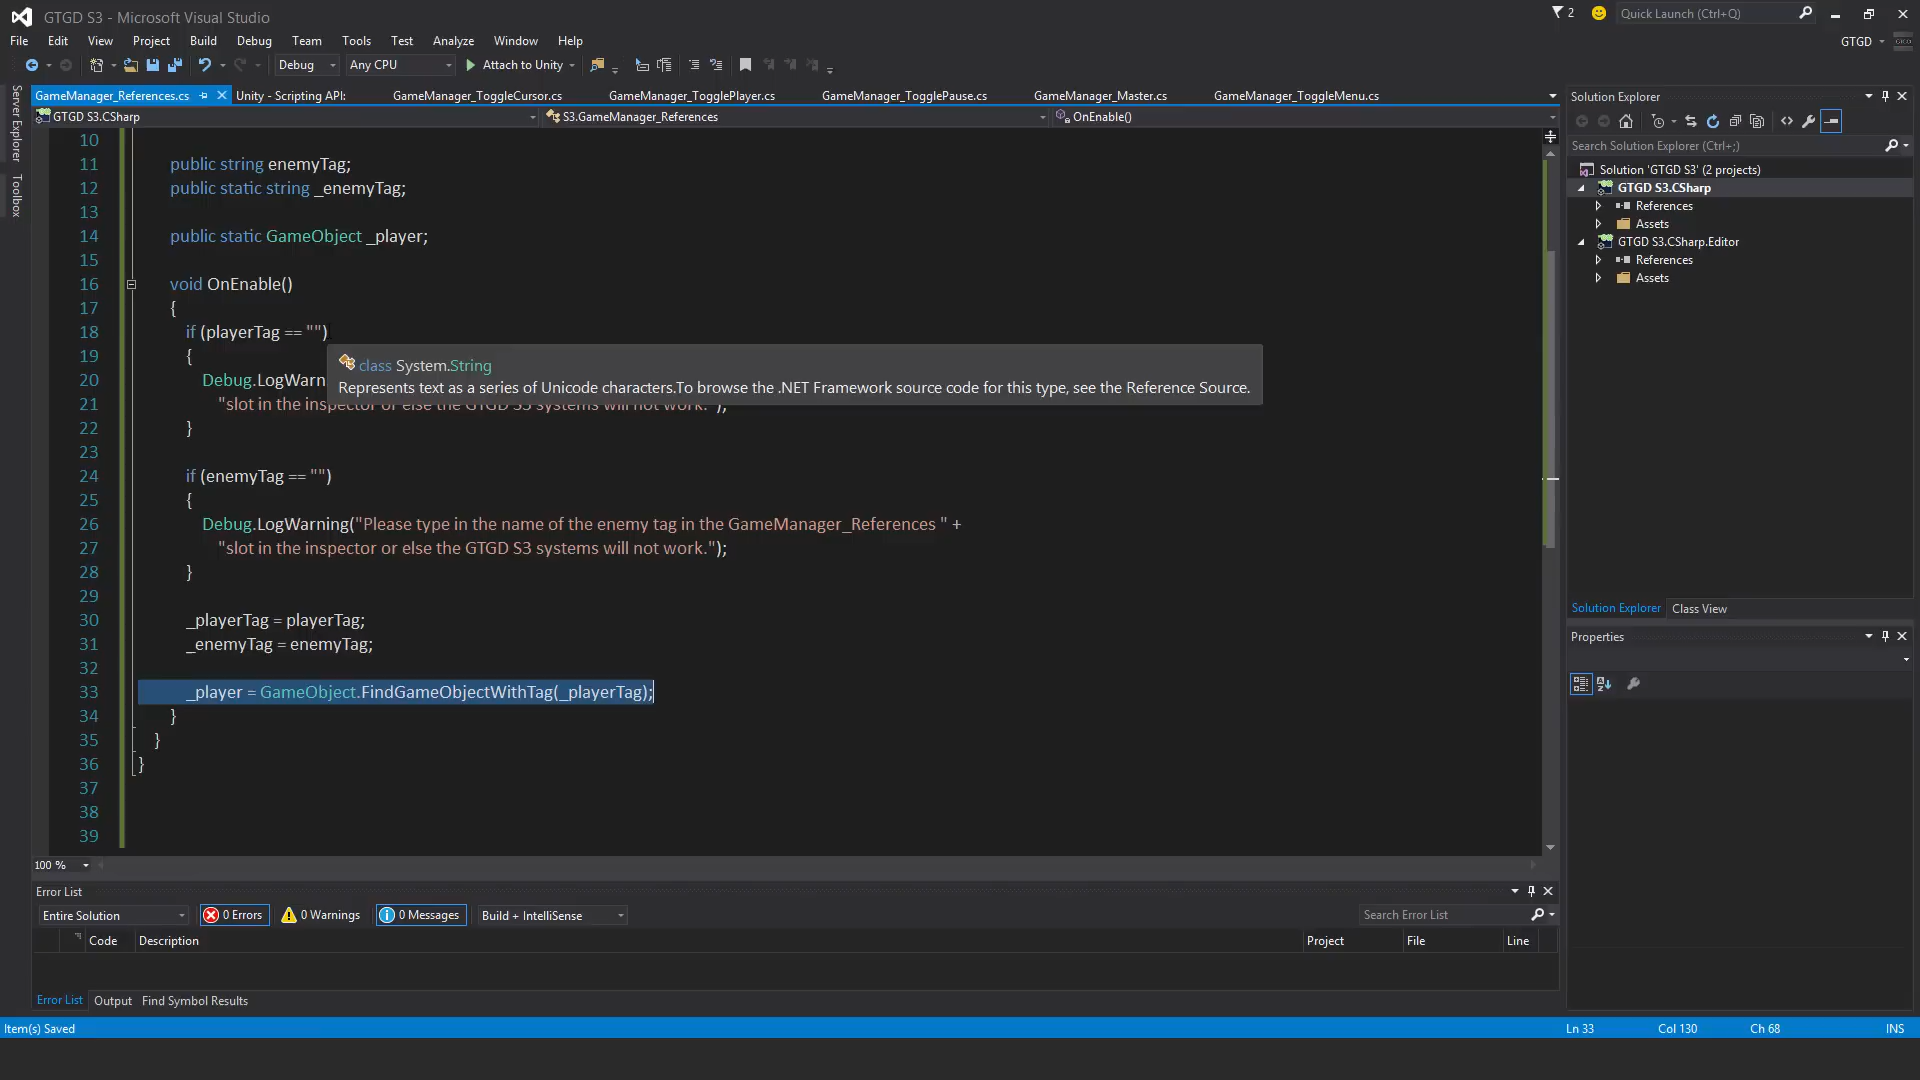 GTGD S3 - Microsoft Visual Studio
2
Quick Launch (Ctrl+Q)
File Edit View Project Build Debug Team Tools Test Analyze Window Help
GTGD
Debug Any CPU Attach to Unity
GameManager_References.cs Unity - Scripting API: GameManager_ToggleCursor.cs GameManager_TogglePlayer.cs GameManager_TogglePause.cs GameManager_Master.cs GameManager_ToggleMenu.cs
GTGD S3.CSharp S3.GameManager_References OnEnable()
Server Explorer
Toolbox
10
11 public string enemyTag;
12 public static string _enemyTag;
13
14 public static GameObject _player;
15
16 void OnEnable()
17 {
18 if (playerTag == "")
19 {
class System.String
20 Debug.LogWarn
Represents text as a series of Unicode characters.To browse the .NET Framework source code for this type, see the Reference Source.
21 "slot in the inspector or else the GTGD S3 systems will not work.");
22 }
23
24 if (enemyTag == "")
25 {
26 Debug.LogWarning("Please type in the name of the enemy tag in the GameManager_References " +
27 "slot in the inspector or else the GTGD S3 systems will not work.");
28 }
29
30 _playerTag = playerTag;
31 _enemyTag = enemyTag;
32
33 _player = GameObject.FindGameObjectWithTag(_playerTag);
34 }
35 }
36 }
37
38
39
100 %
Solution Explorer
Search Solution Explorer (Ctrl+;)
Solution 'GTGD S3' (2 projects)
GTGD S3.CSharp
References
Assets
GTGD S3.CSharp.Editor
References
Assets
Solution Explorer Class View
Properties
Error List
Entire Solution 0 Errors 0 Warnings 0 Messages Build + IntelliSense Search Error List
Code Description Project File Line
Error List Output Find Symbol Results
Item(s) Saved Ln 33 Col 130 Ch 68 INS